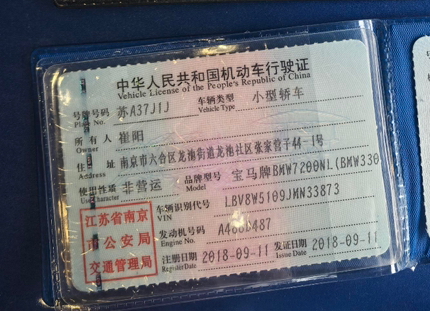 中华人民共和国机动车行驶证
Vehicle License of the People's Republic of China
号牌号码 苏A37J1J 车辆类型 小型轿车
Plate No. Vehicle Type
所有人 崔阳
Owner
住址 南京市六合区龙池街道龙池社区张家营子44-1号
Address
使用性质 非营运 品牌型号 宝马牌BMW7200NL(BMW330
Use Character Model
车辆识别代号 LBV8W5109JMN33873
VIN
发动机号码
Engine No.
注册日期 2018-09-11 发证日期 2018-09-11
Register Date Issue Date
江苏省南京
市公安局
交通管理局